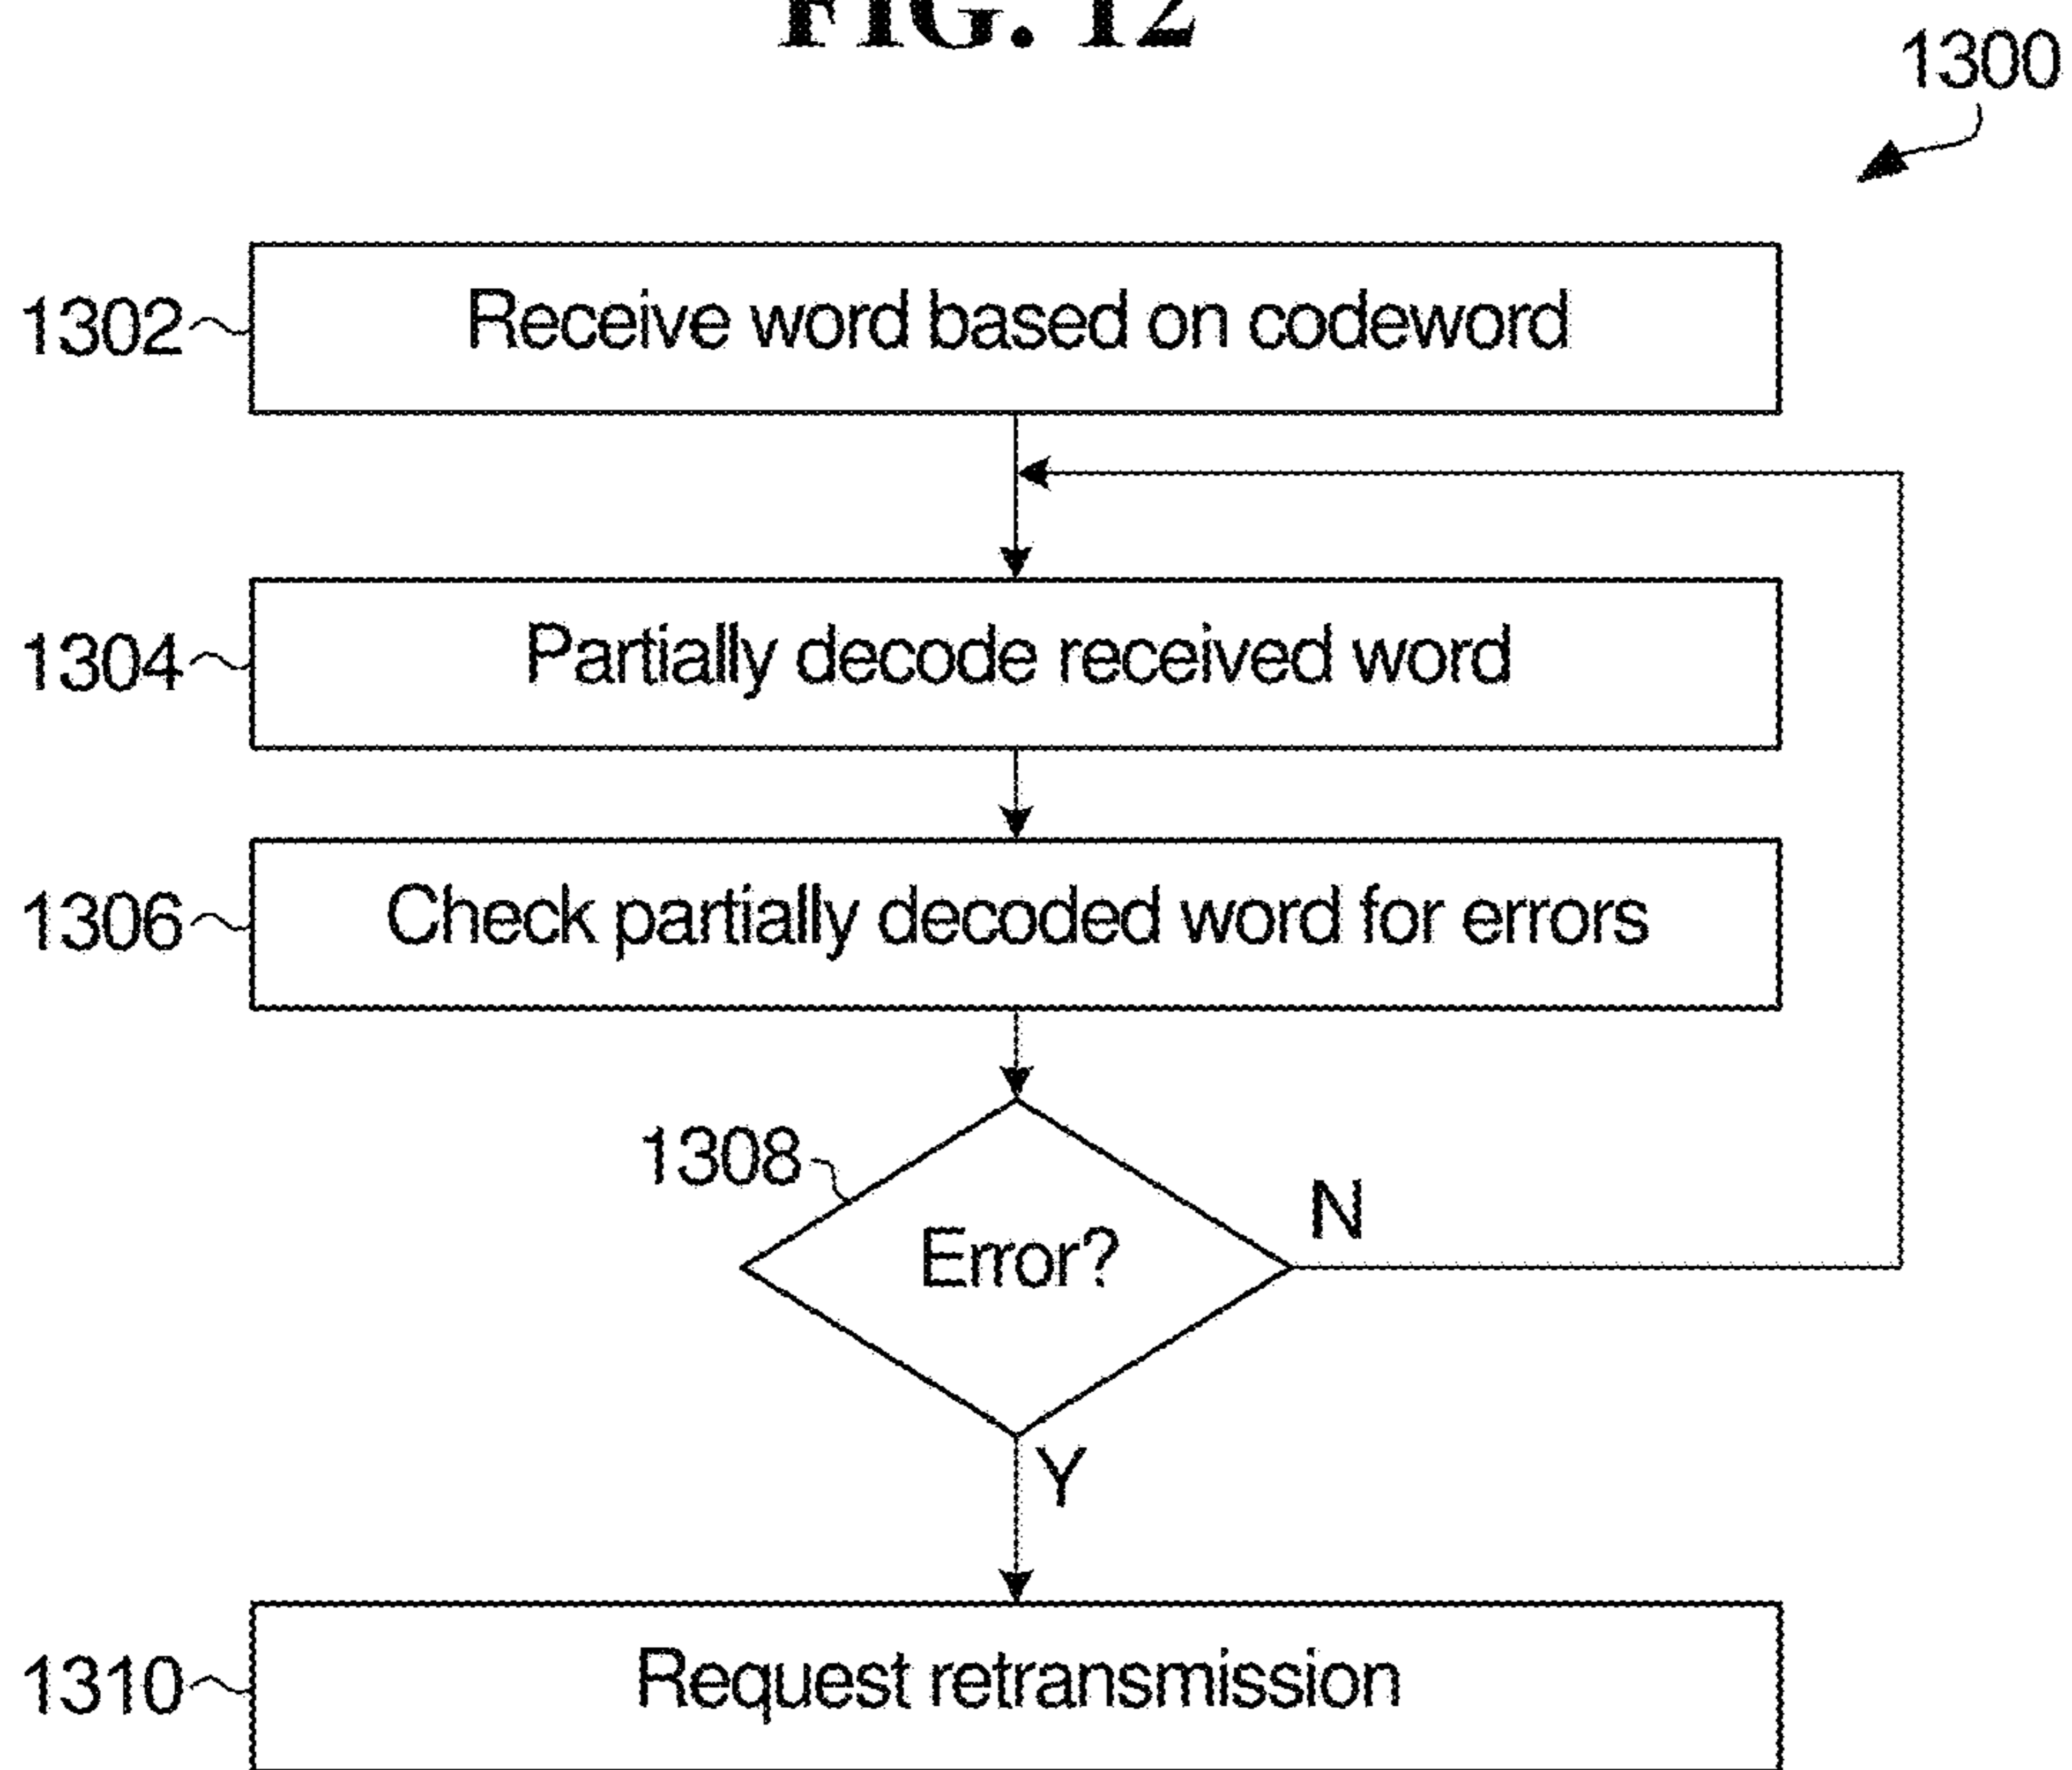 FIG. 12
1300
1302 Receive word based on codeword
1304 Partially decode received word
1306 Check partially decoded word for errors
1308
Error?
N
Y
1310 Request retransmission